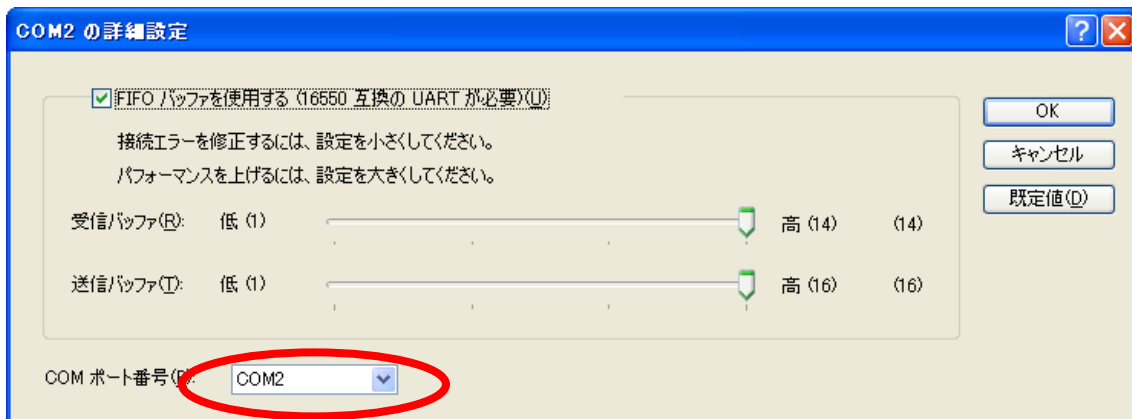 COM2 の詳細設定
FIFO バッファを使用する (16550 互換の UART が必要)(U)
接続エラーを修正するには、設定を小さくしてください。
パフォーマンスを上げるには、設定を大きくしてください。
受信バッファ(R): 低 (1) 高 (14) (14)
送信バッファ(T): 低 (1) 高 (16) (16)
COM ポート番号(P): COM2
OK
キャンセル
既定値(D)